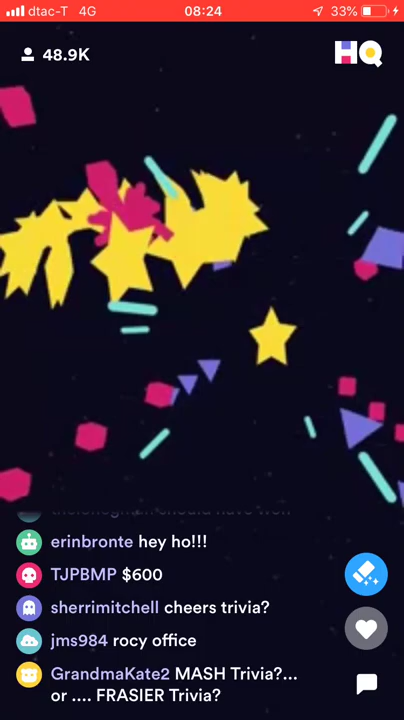 dtac-T 4G 08:24 33%
48.9K HQ
erinbronte hey ho!!!
TJPBMP $600
sherrimitchell cheers trivia?
jms984 rocy office
GrandmaKate2 MASH Trivia?...
or .... FRASIER Trivia?